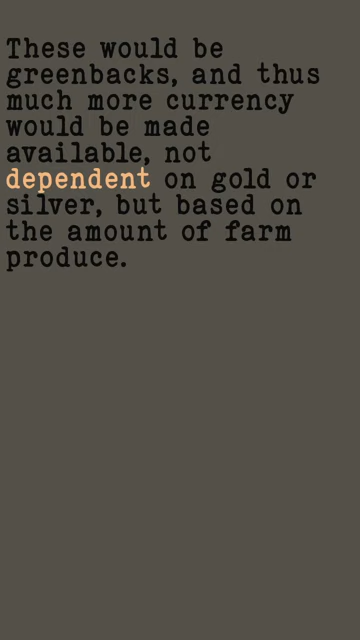 These would be
greenbacks, and thus
much more currency
would be made
available, not
dependent on gold or
silver, but based on
the amount of farm
produce.